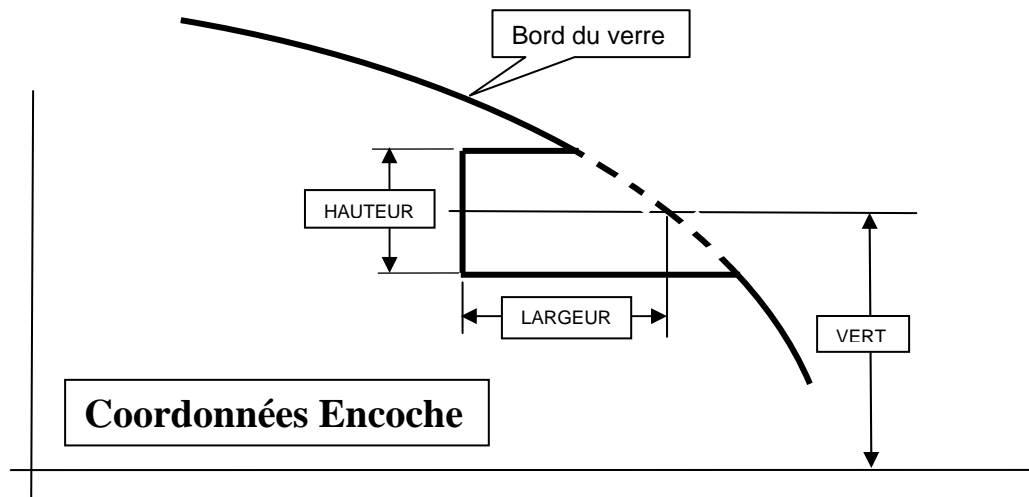 Bord du verre
HAUTEUR
LARGEUR
VERT
Coordonnées Encoche